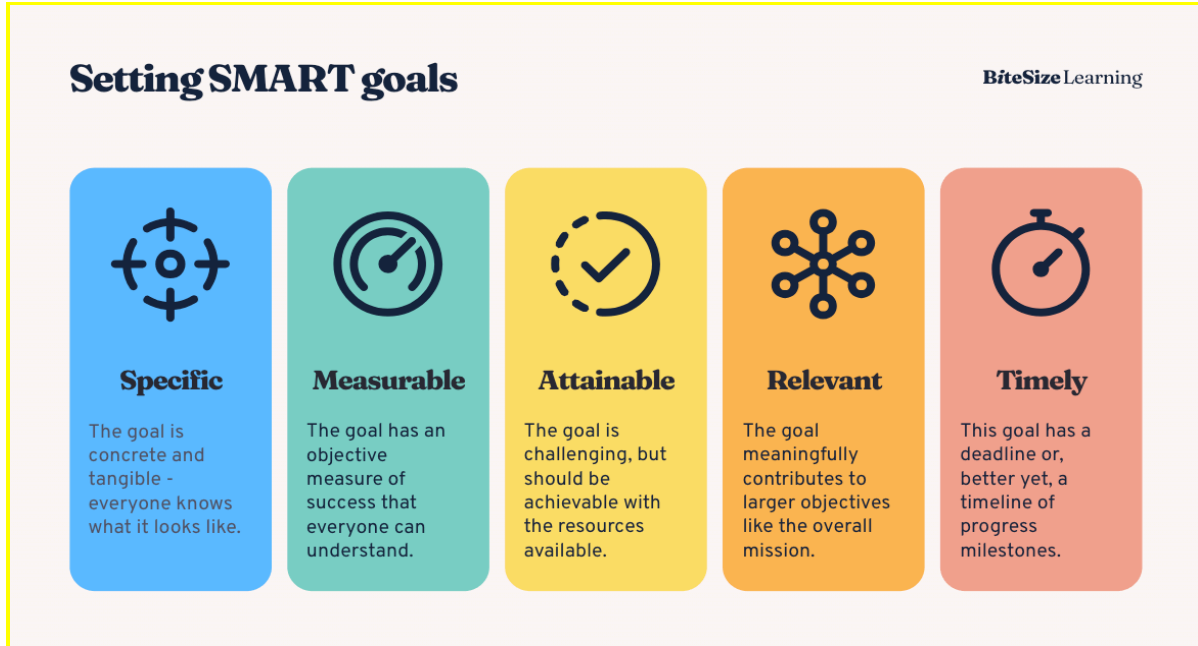 Setting SMART goals
BiteSize Learning
Specific
The goal is
concrete and
tangible -
everyone knows
what it looks like.
Measurable
The goal has an
objective
measure of
success that
everyone can
understand.
Attainable
The goal is
challenging, but
should be
achievable with
the resources
available.
Relevant
The goal
meaningfully
contributes to
larger objectives
like the overall
mission.
Timely
This goal has a
deadline or,
better yet, a
timeline of
progress
milestones.